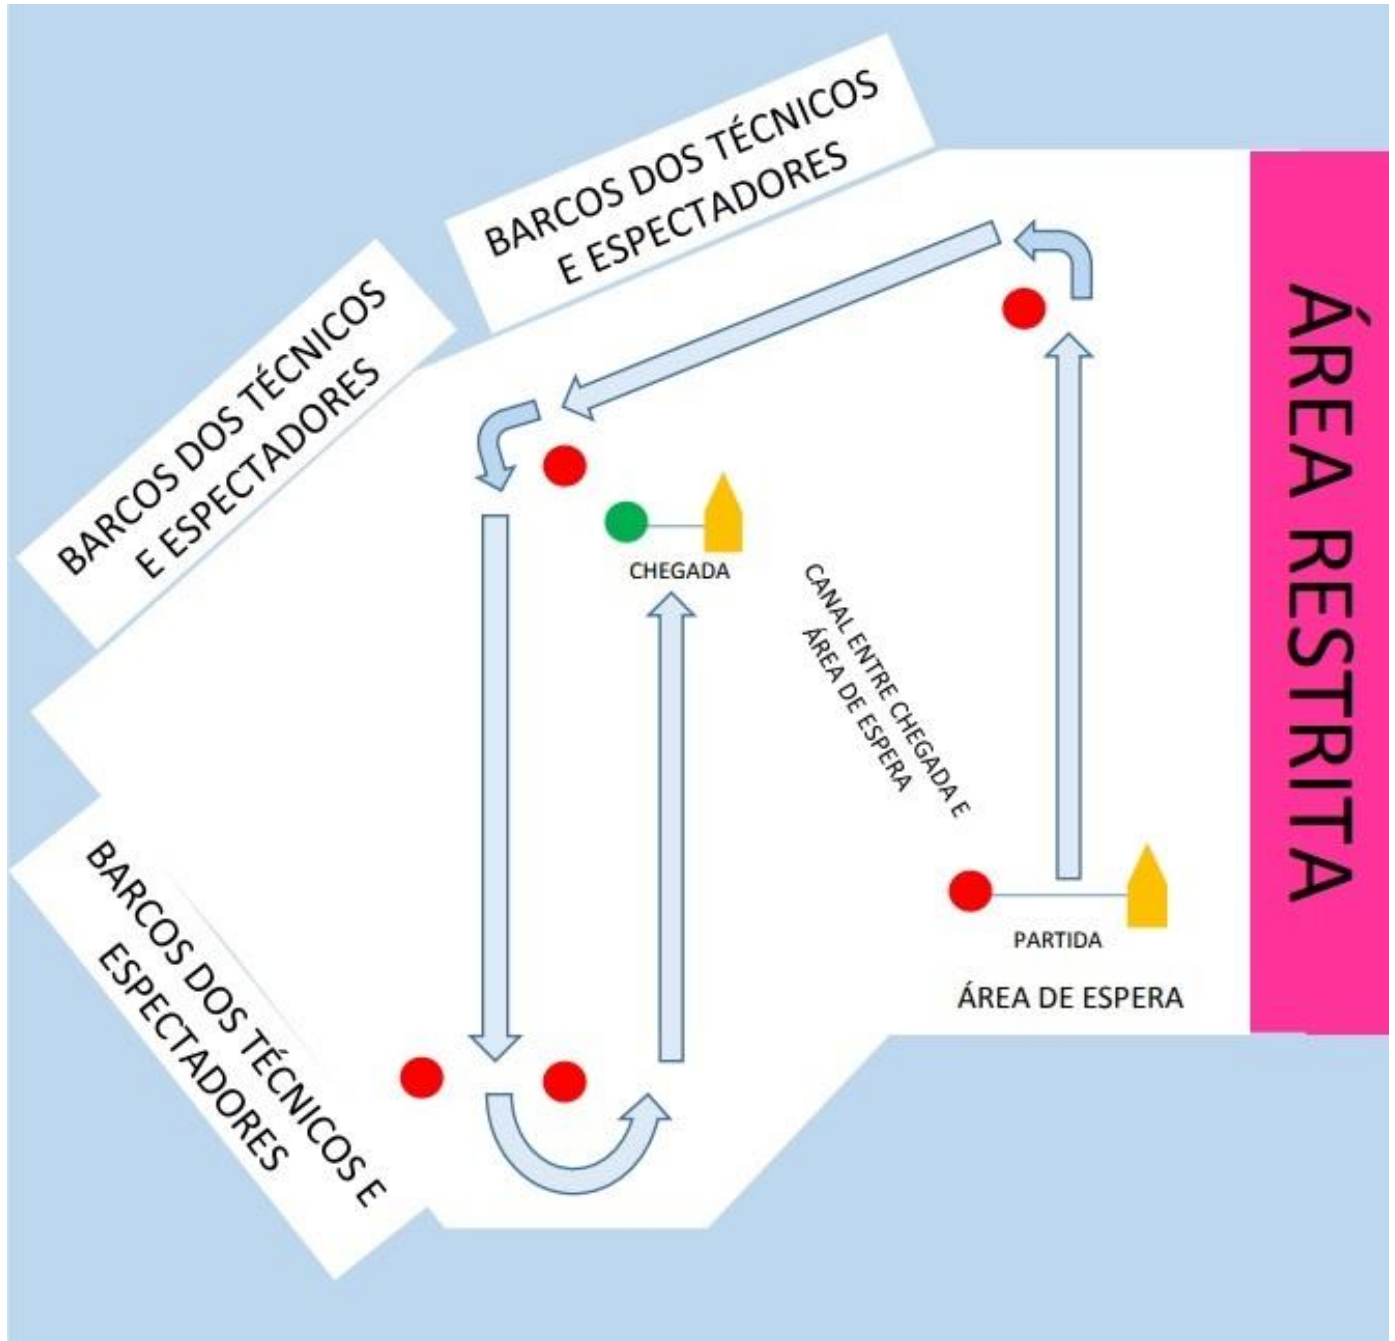 BARCOS DOS TÉCNICOS
E ESPECTADORES
BARCOS DOS TÉCNICOS
E ESPECTADORES
ÁREA RESTRITA
CHEGADA
CANAL ENTRE CHEGADA E
ÁREA DE ESPERA
BARCOS DOS TÉCNICOS E
ESPECTADORES
PARTIDA
ÁREA DE ESPERA